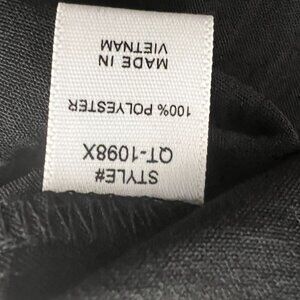 STYLE#
QT-1098X
100% POLYESTER
MADE IN
VIETNAM